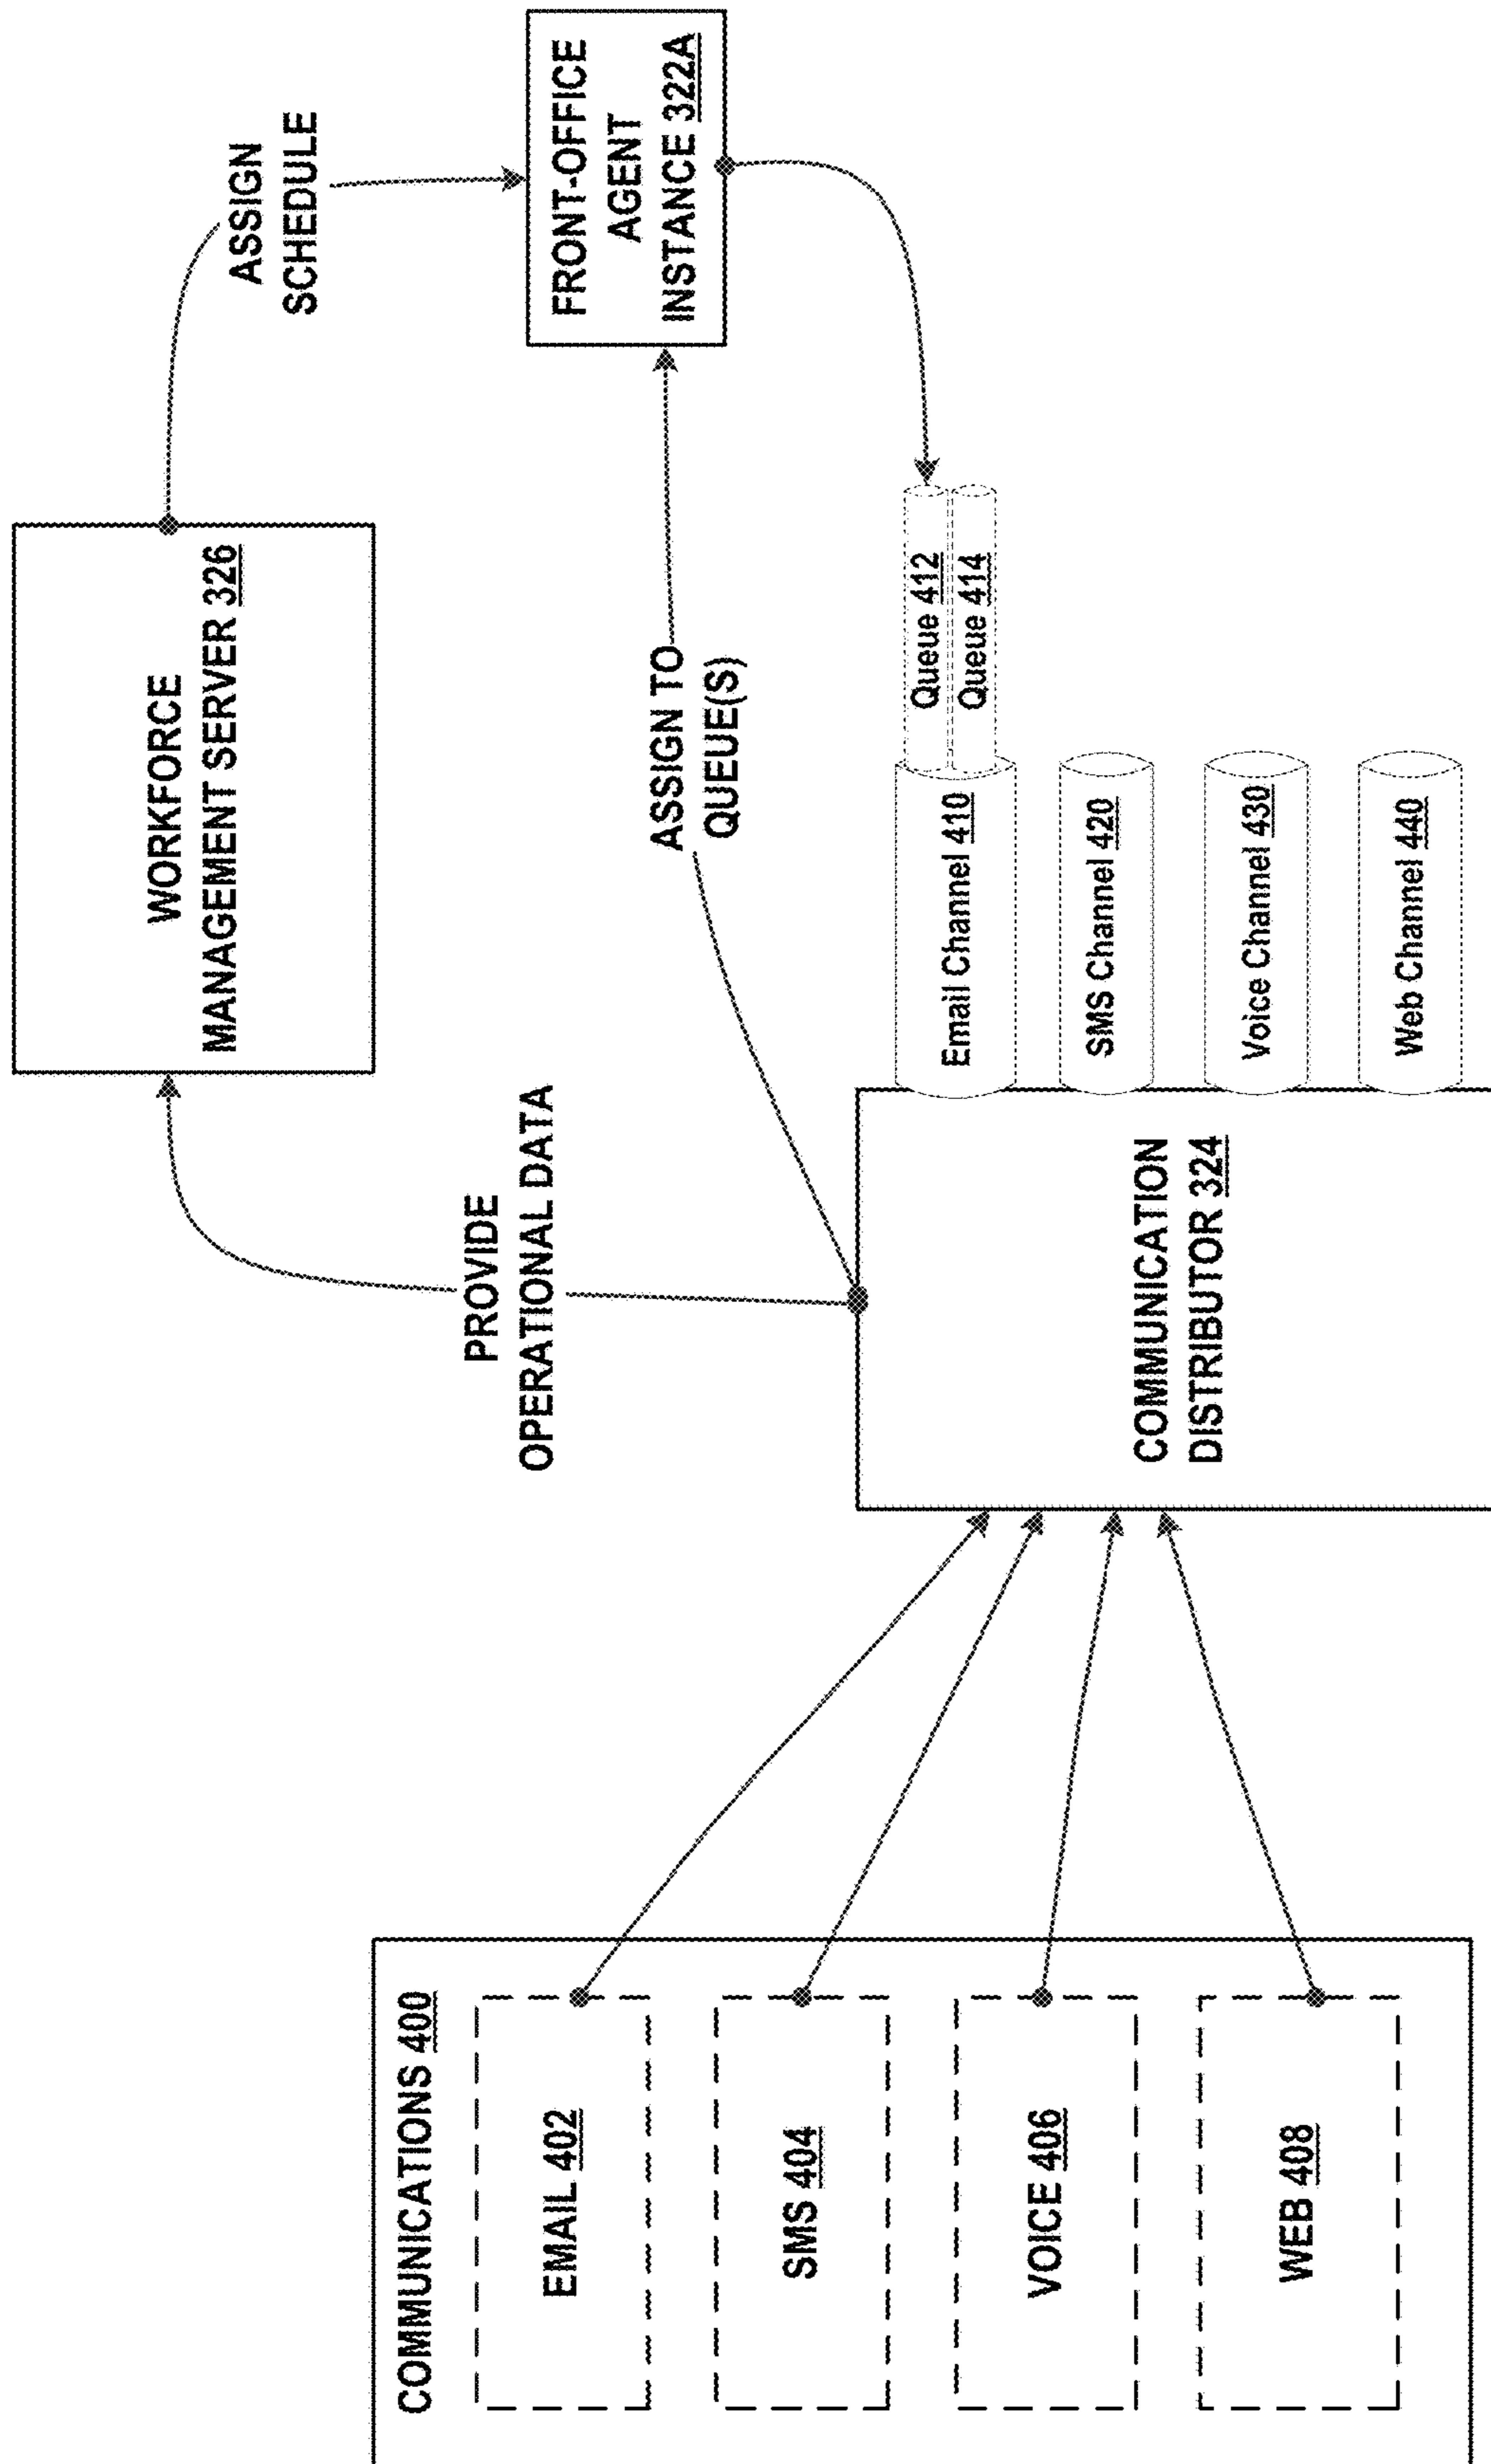 COMMUNICATIONS 400
EMAIL 402
SMS 404
VOICE 406
WEB 408
PROVIDE
OPERATIONAL DATA
WORKFORCE
MANAGEMENT SERVER 326
ASSIGN
SCHEDULE
ASSIGN TO
QUEUE(S)
FRONT-OFFICE
AGENT
INSTANCE 322A
COMMUNICATION
DISTRIBUTOR 324
Email Channel 410
Queue 412
Queue 414
SMS Channel 420
Voice Channel 430
Web Channel 440